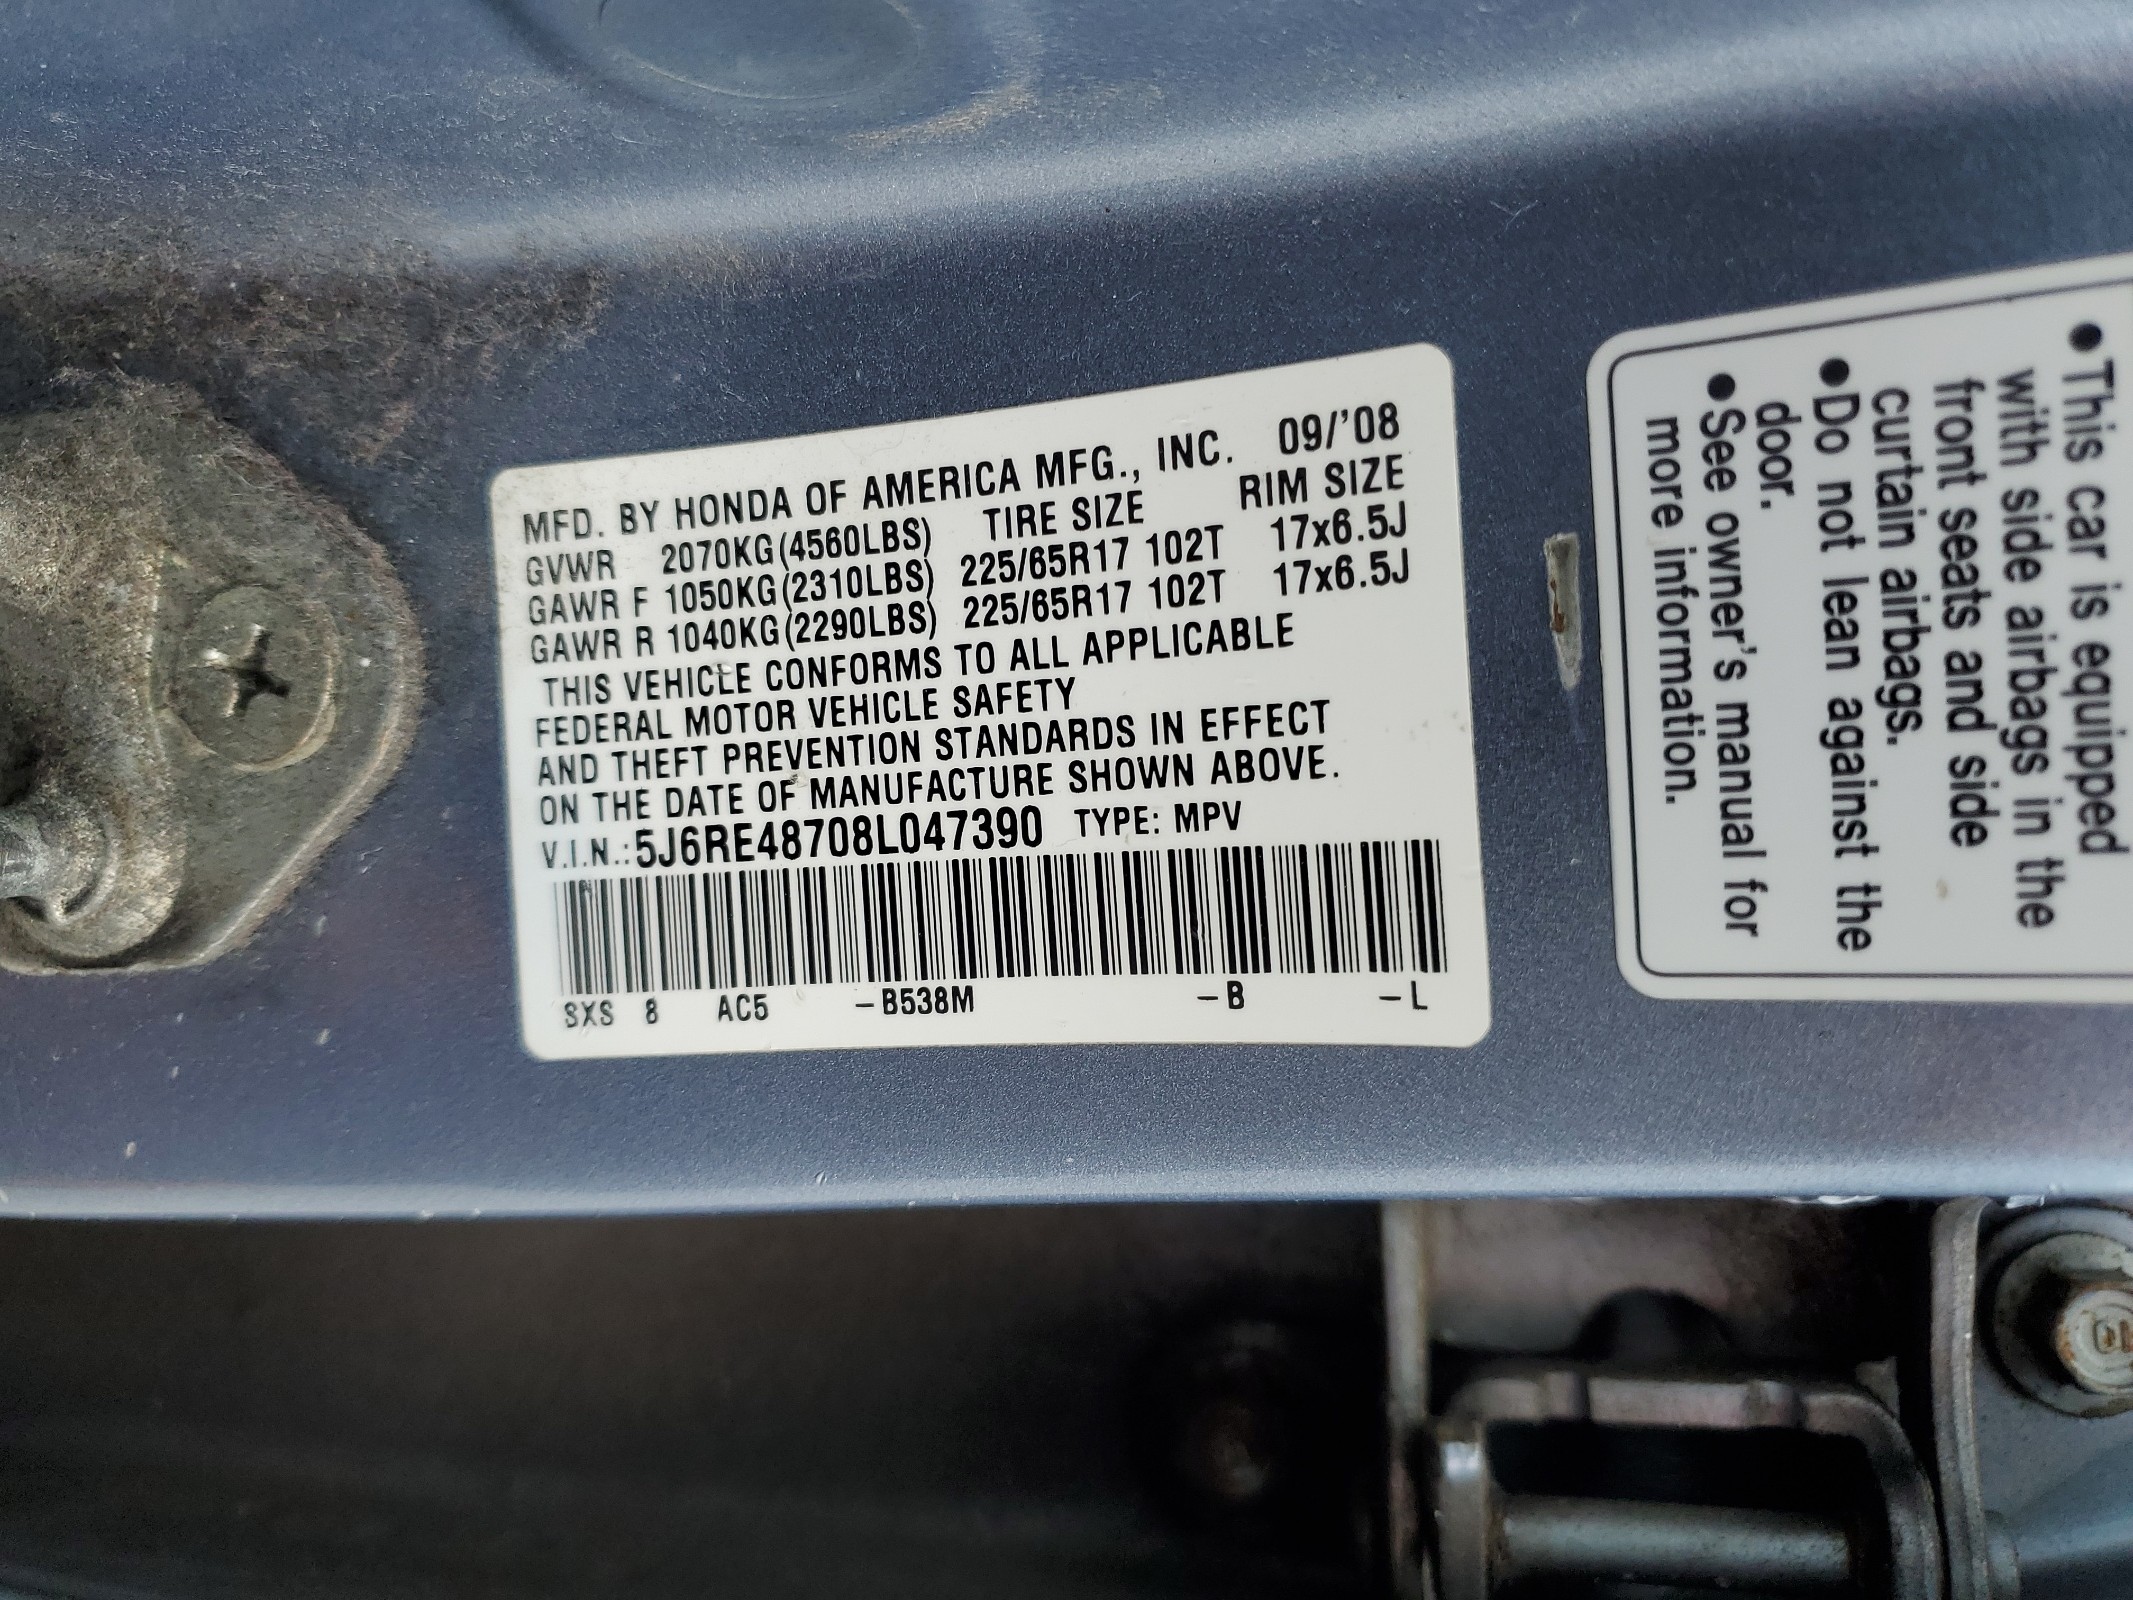 MFD. BY HONDA OF AMERICA MFG., INC. 09/'08
GVWR 2070KG(4560LBS) TIRE SIZE RIM SIZE
GAWR F 1050KG(2310LBS) 225/65R17 102T 17x6.5J
GAWR R 1040KG(2290LBS) 225/65R17 102T 17x6.5J
THIS VEHICLE CONFORMS TO ALL APPLICABLE
FEDERAL MOTOR VEHICLE SAFETY
AND THEFT PREVENTION STANDARDS IN EFFECT
ON THE DATE OF MANUFACTURE SHOWN ABOVE.
V.I.N.: 5J6RE48708L047390 TYPE: MPV
SXS 8 AC5 -B538M -B -L
●This car is equipped
with side airbags in the
front seats and side
curtain airbags.
●Do not lean against the
door.
●See owner's manual for
more information.